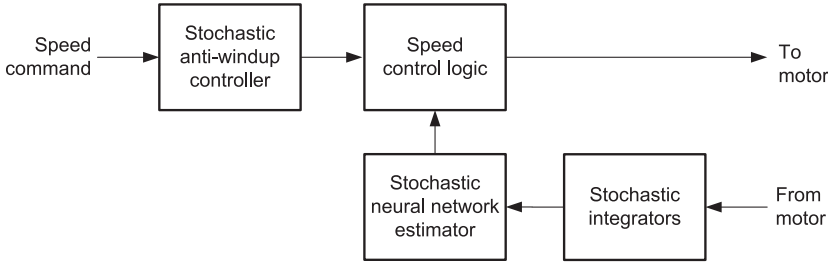 Speed
command
Stochastic
anti-windup
controller
Speed
control logic
To
motor
Stochastic
neural network
estimator
Stochastic
integrators
From
motor